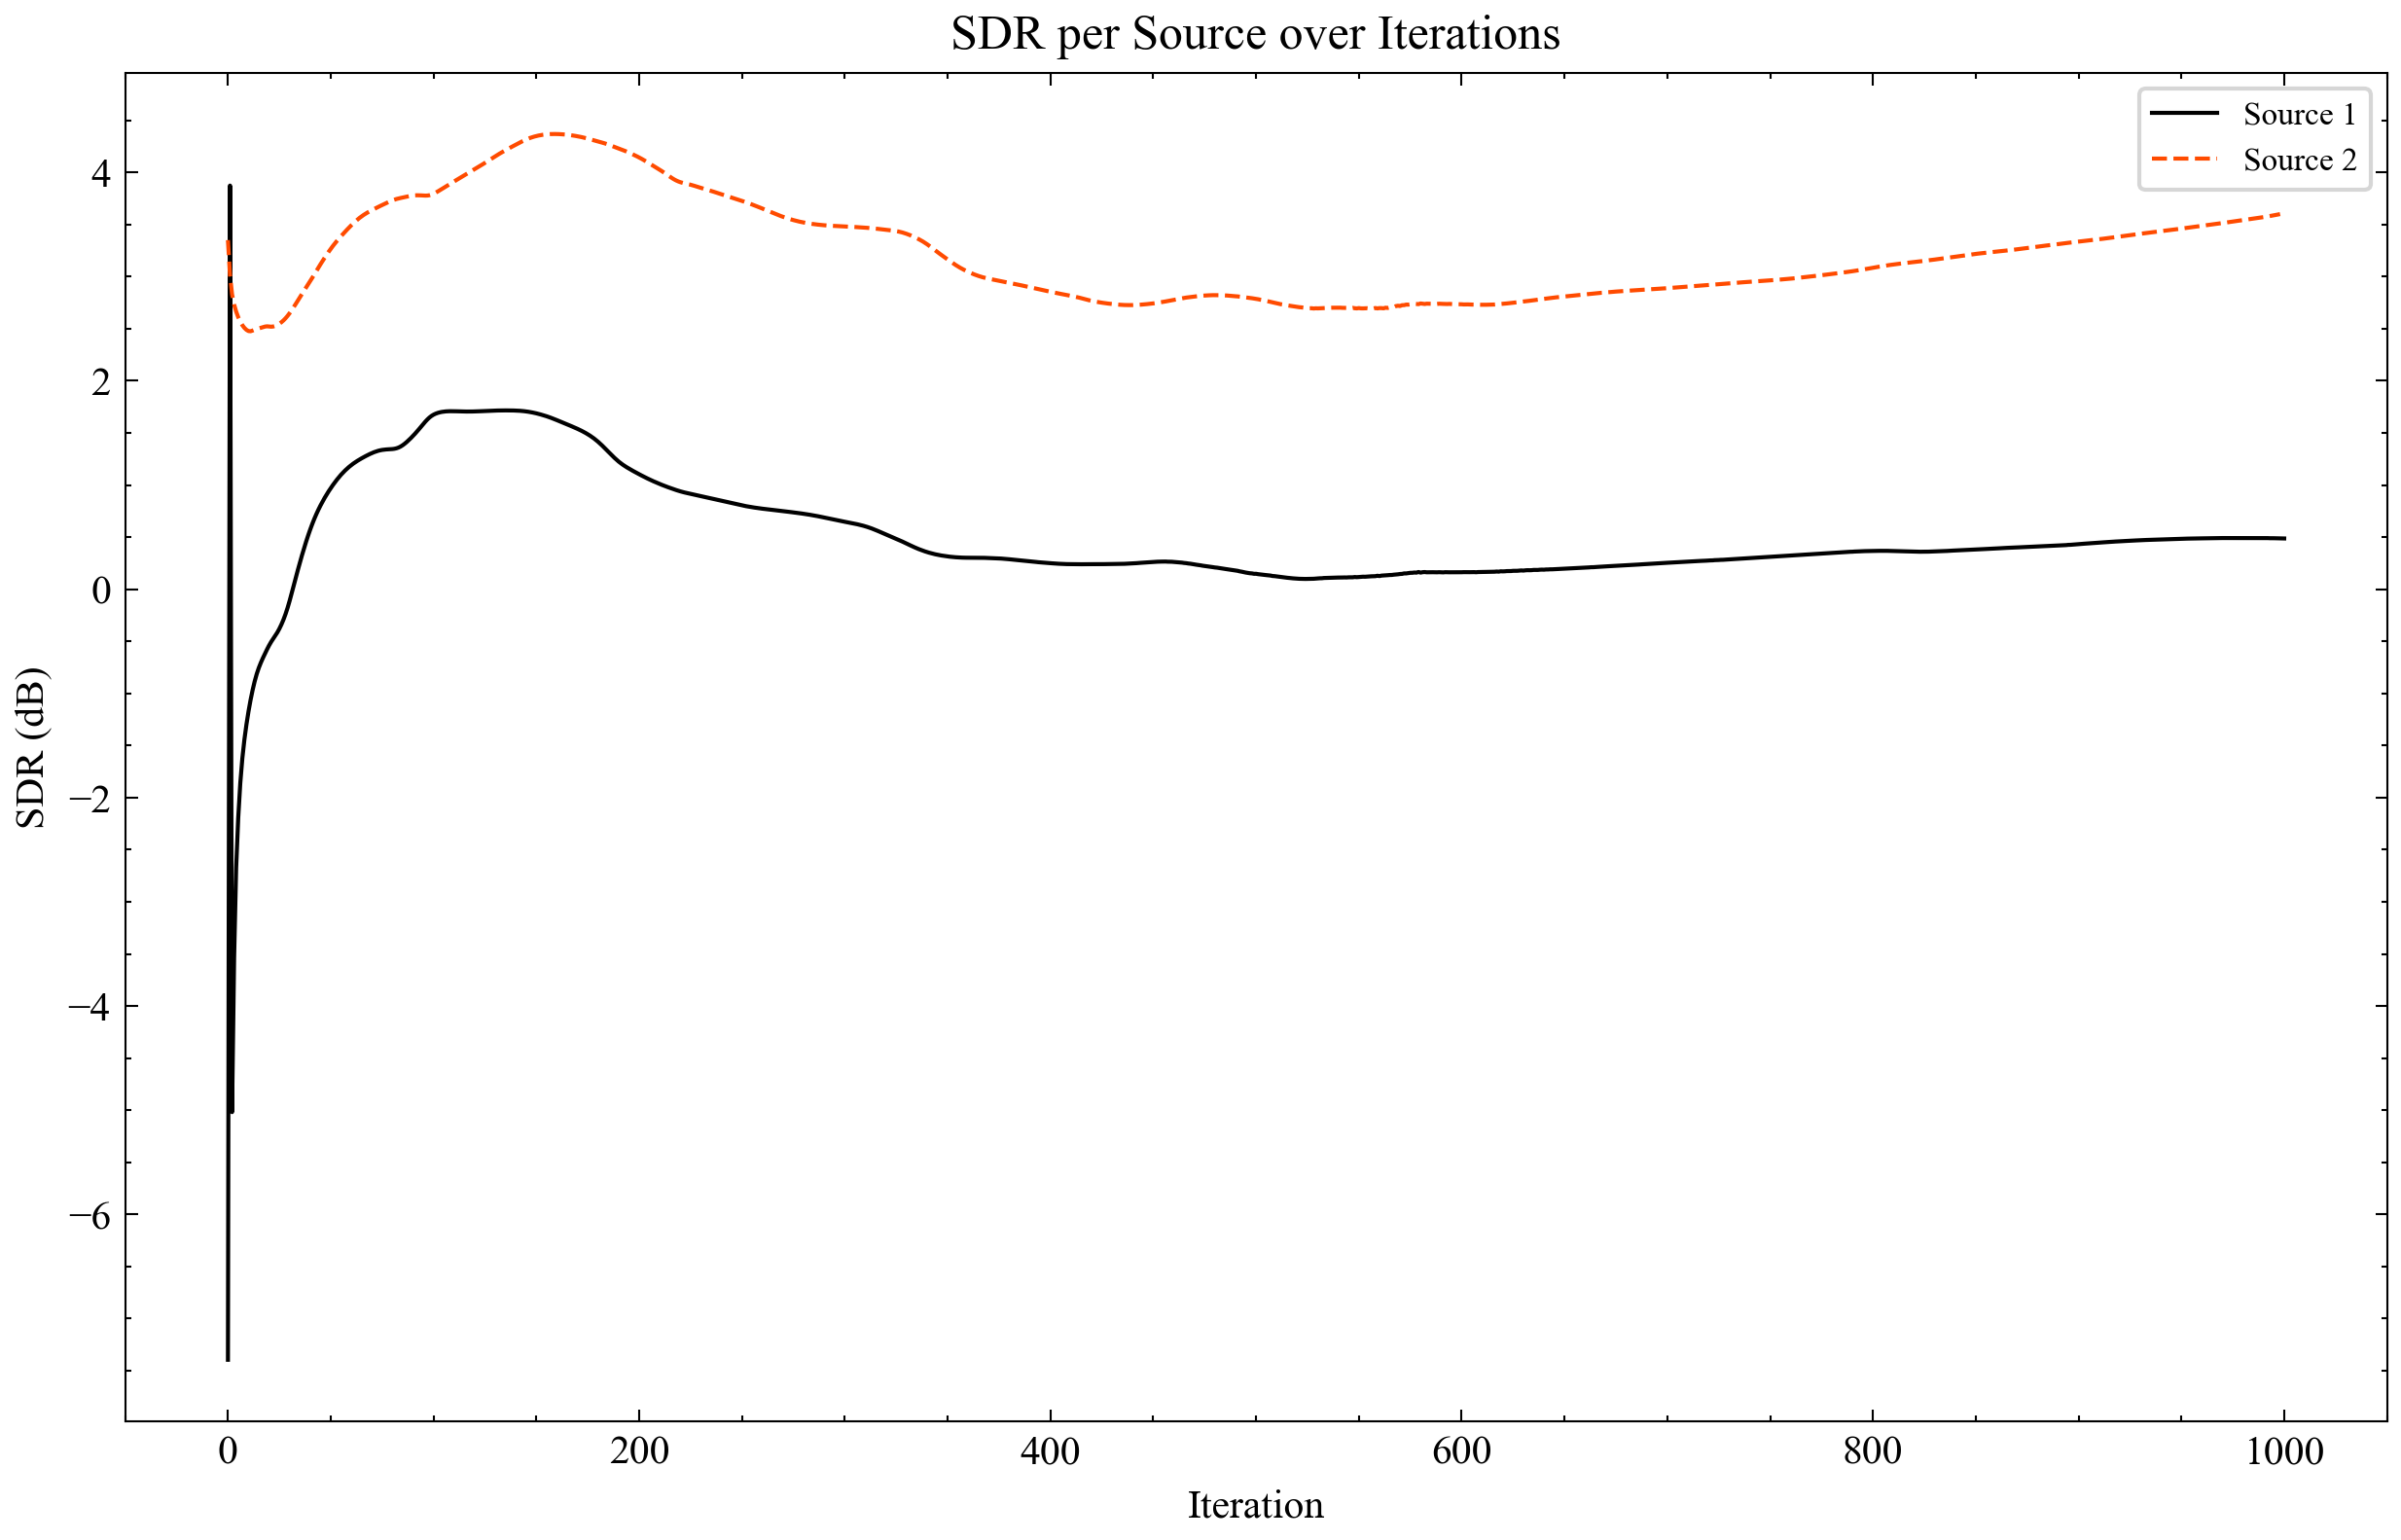 SDR per Source over Iterations
Source 1
Source 2
SDR (dB)
4
2
0
−2
−4
−6
0 200 400 600 800 1000
Iteration